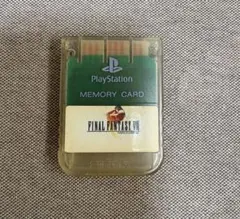 PlayStation
MEMORY CARD
FINAL FANTASY VIII